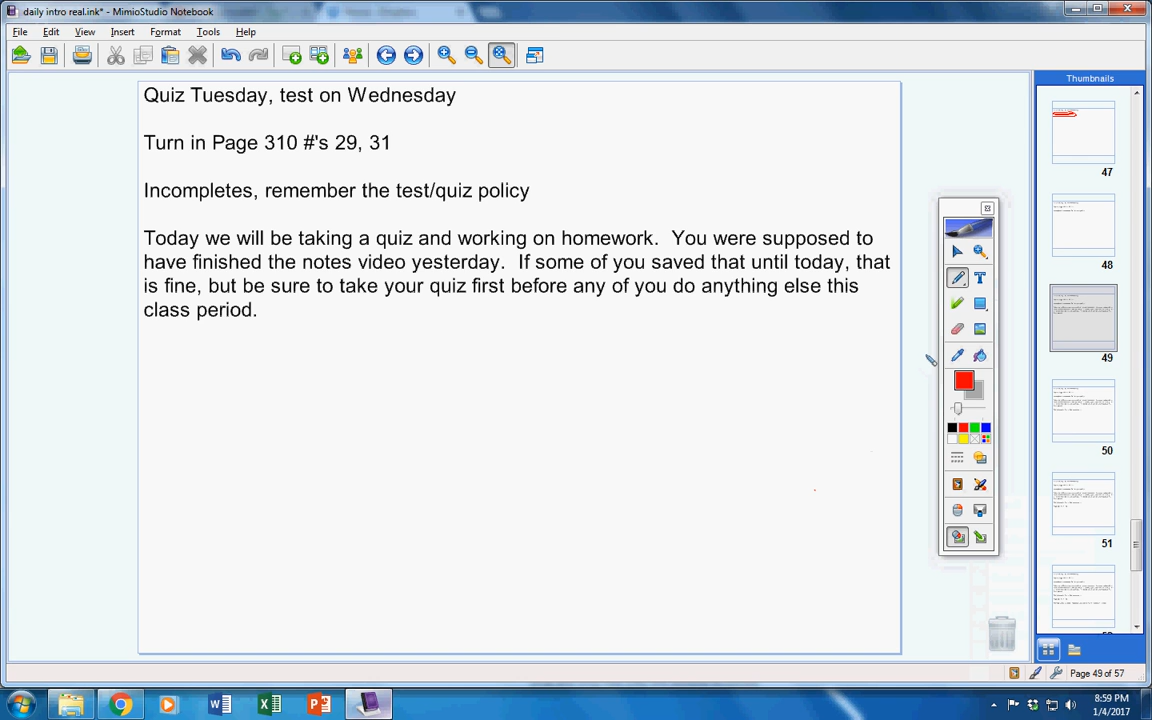 daily intro real.ink* - MimioStudio Notebook
File Edit View Insert Format Tools Help
Quiz Tuesday, test on Wednesday
Turn in Page 310 #'s 29, 31
Incompletes, remember the test/quiz policy
Today we will be taking a quiz and working on homework. You were supposed to
have finished the notes video yesterday. If some of you saved that until today, that
is fine, but be sure to take your quiz first before any of you do anything else this
class period.
Thumbnails
47
48
49
50
51
Page 49 of 57
8:59 PM
1/4/2017